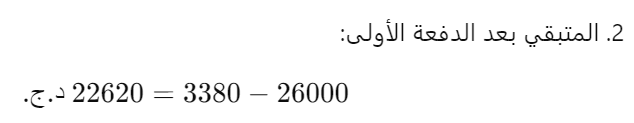 2. المتبقي بعد الدفعة الأولى:
26000 − 3380 = 22620 د.ج.